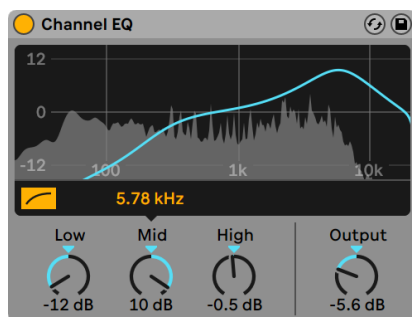 Channel EQ
12
0
-12 100 1k 10k
5.78 kHz
Low Mid High Output
-12 dB 10 dB -0.5 dB -5.6 dB